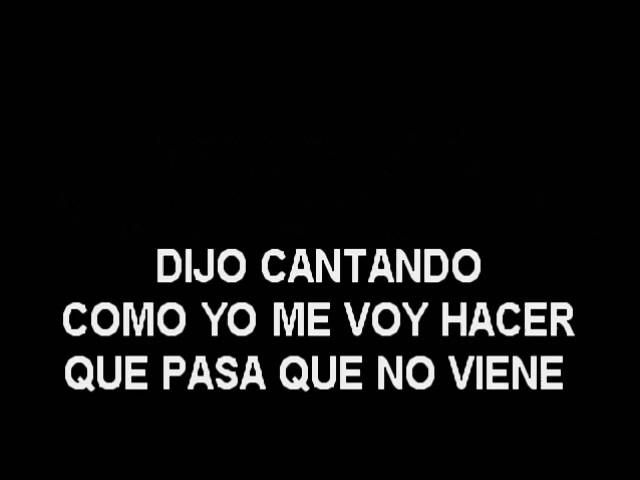 DIJO CANTANDO
COMO YO ME VOY HACER
QUE PASA QUE NO VIENE